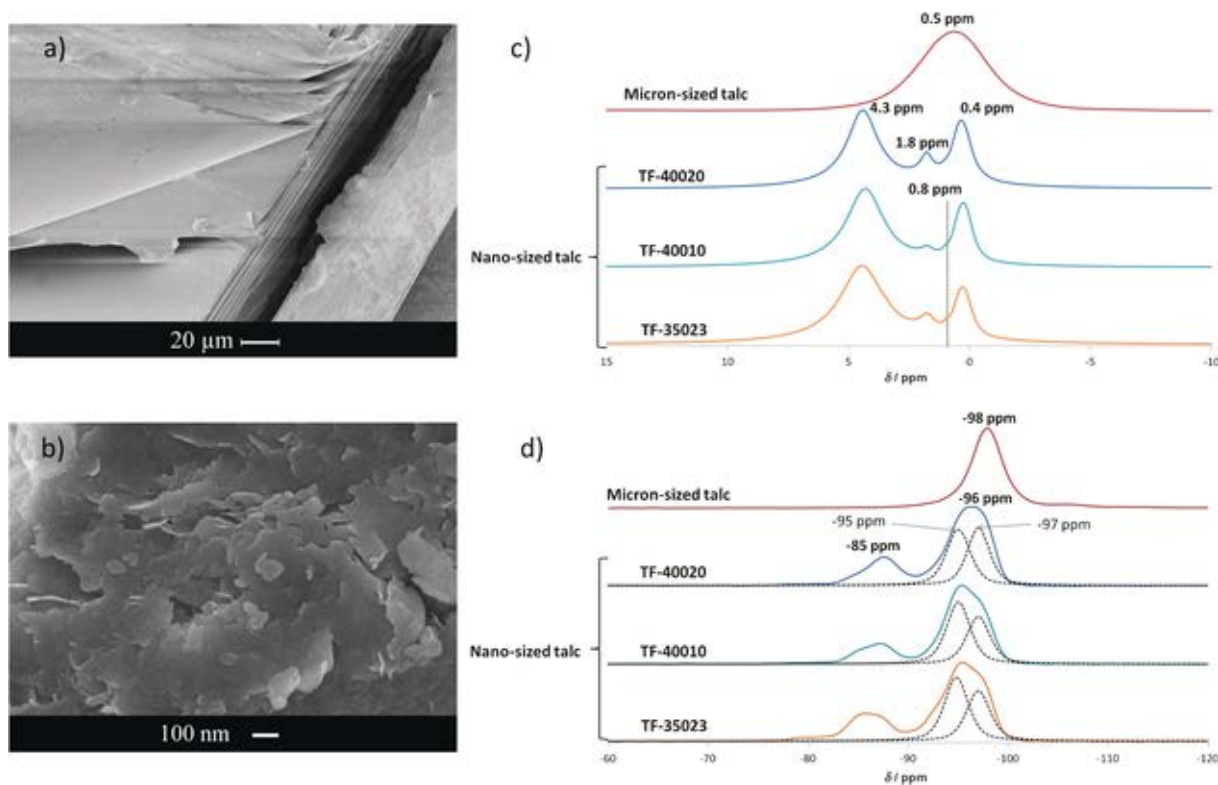 a)
20 µm
b)
100 nm
c)
0.5 ppm
Micron-sized talc
4.3 ppm
0.4 ppm
1.8 ppm
TF-40020
0.8 ppm
TF-40010
Nano-sized talc
TF-35023
15 10 5 0 -5 -10
δ / ppm
d)
-98 ppm
Micron-sized talc
-96 ppm
-95 ppm
-97 ppm
-85 ppm
TF-40020
TF-40010
Nano-sized talc
TF-35023
-60 -70 -80 -90 -100 -110 -120
δ / ppm